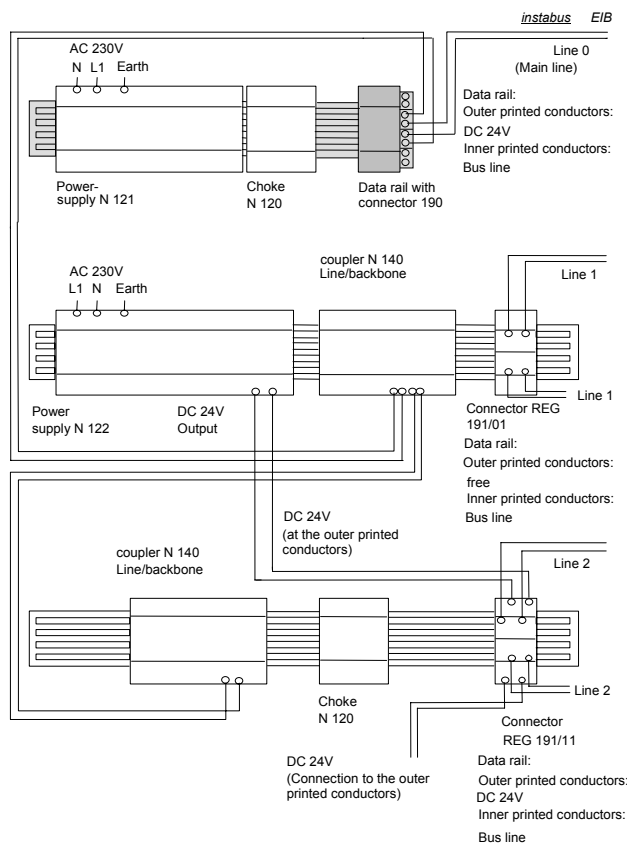 instabus EIB
AC 230V
N L1 Earth
Line 0
(Main line)
Data rail:
Outer printed conductors:
DC 24V
Inner printed conductors:
Bus line
Power-
supply N 121
Choke
N 120
Data rail with
connector 190
coupler N 140
Line/backbone
AC 230V
L1 N Earth
Line 1
Line 1
Power
supply N 122
DC 24V
Output
Connector REG
191/01
Data rail:
Outer printed conductors:
free
Inner printed conductors:
Bus line
DC 24V
(at the outer printed
conductors)
coupler N 140
Line/backbone
Line 2
Line 2
Choke
N 120
Connector
REG 191/11
DC 24V
(Connection to the outer
printed conductors)
Data rail:
Outer printed conductors:
DC 24V
Inner printed conductors:
Bus line